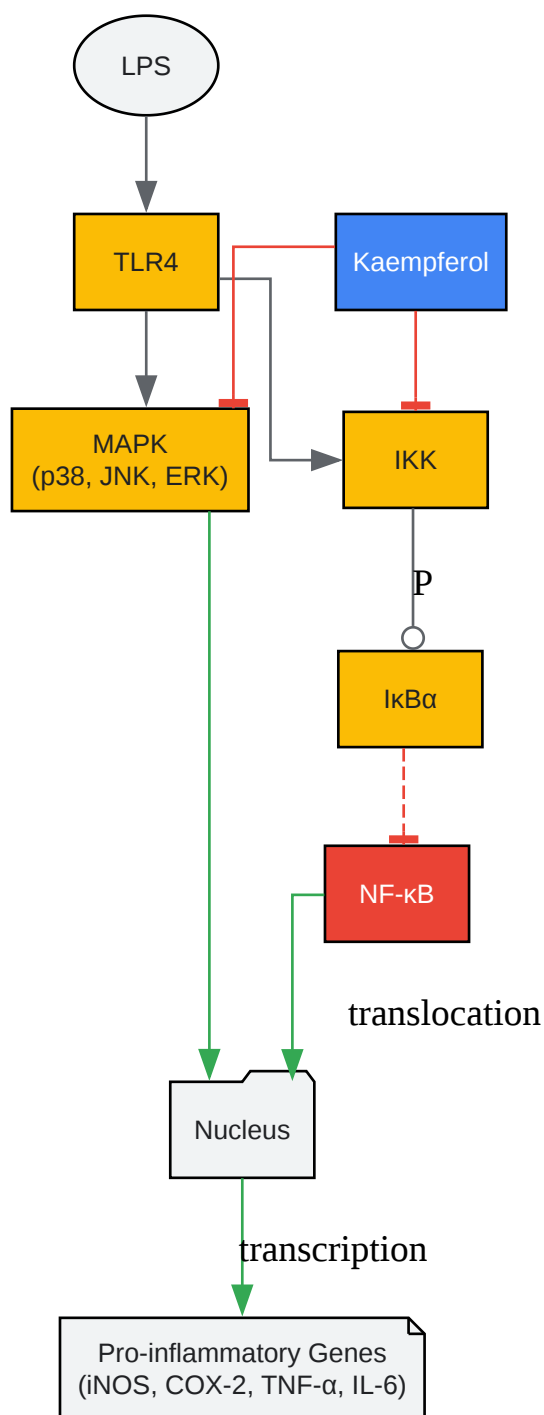 LPS
TLR4
Kaempferol
MAPK
(p38, JNK, ERK)
IKK
P
IκBα
NF-κB
translocation
Nucleus
transcription
Pro-inflammatory Genes
(iNOS, COX-2, TNF-α, IL-6)